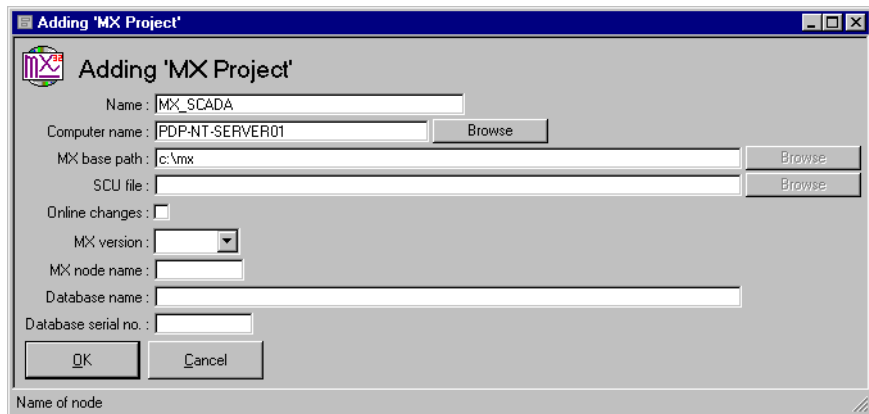 Adding 'MX Project'
Adding 'MX Project'
Name : MX_SCADA
Computer name : PDP-NT-SERVER01 Browse
MX base path : c:\mx Browse
SCU file : Browse
Online changes :
MX version :
MX node name :
Database name :
Database serial no. :
OK Cancel
Name of node